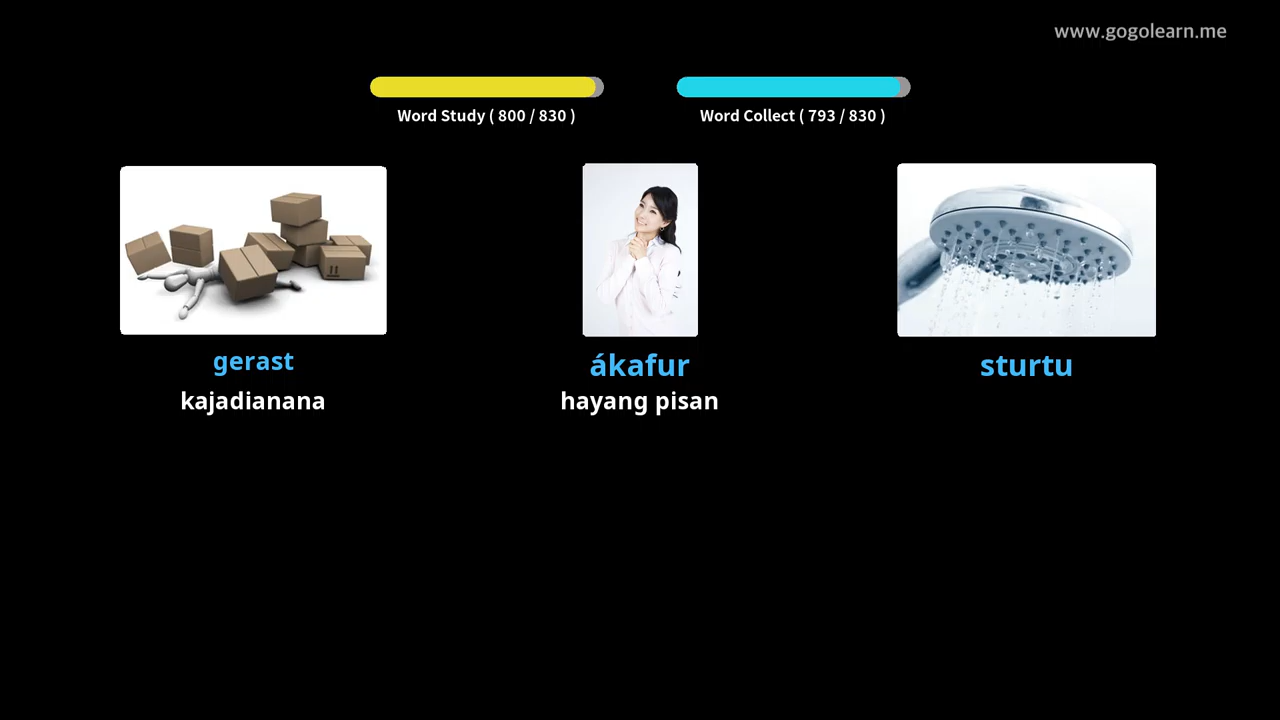 www.gogolearn.me
Word Study ( 800 / 830 )
Word Collect ( 793 / 830 )
gerast
kajadianana
ákafur
hayang pisan
sturtu